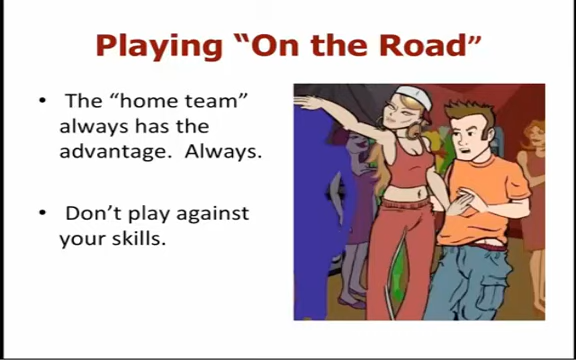 Playing “On the Road”
• The “home team”
always has the
advantage. Always.
• Don’t play against
your skills.